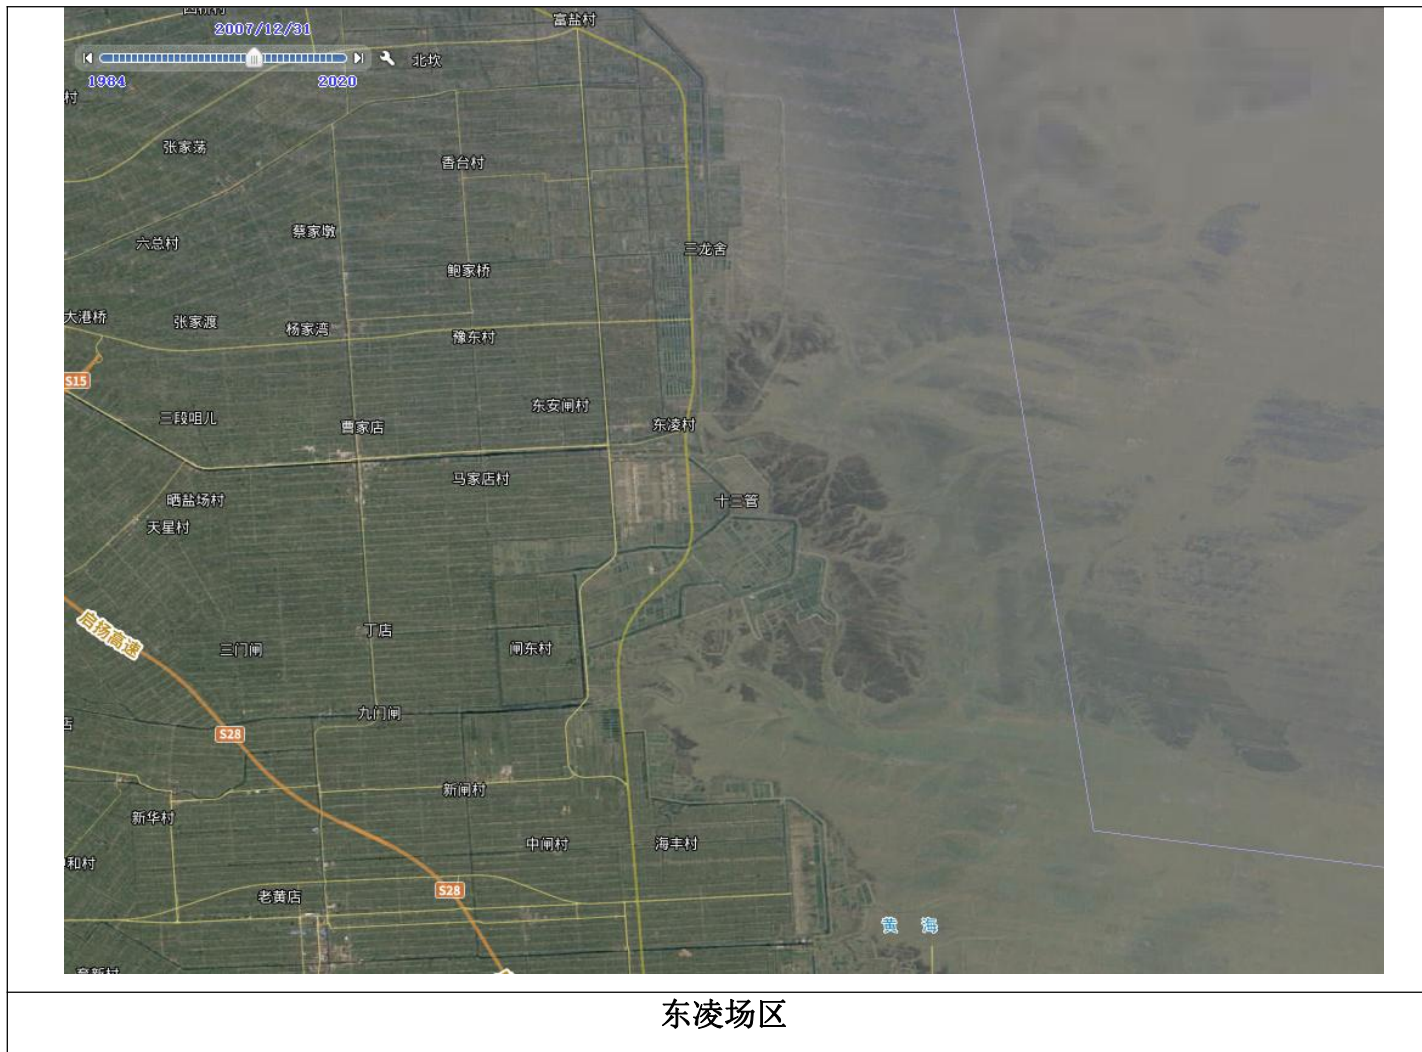 2007/12/31
富盐村
北坎
1984
2020
村
张家荡
香台村
蔡家墩
六总村
三龙舍
鲍家桥
大港桥
张家渡
杨家湾
豫东村
S15
东安闸村
三段咀儿
曹家店
东凌村
马家店村
晒盐场村
十三管
天星村
启扬高速
丁店
三门闸
闸东村
九门闸
店
S28
新闸村
新华村
中闸村
海丰村
中和村
老黄店
S28
黄 海
东凌场区